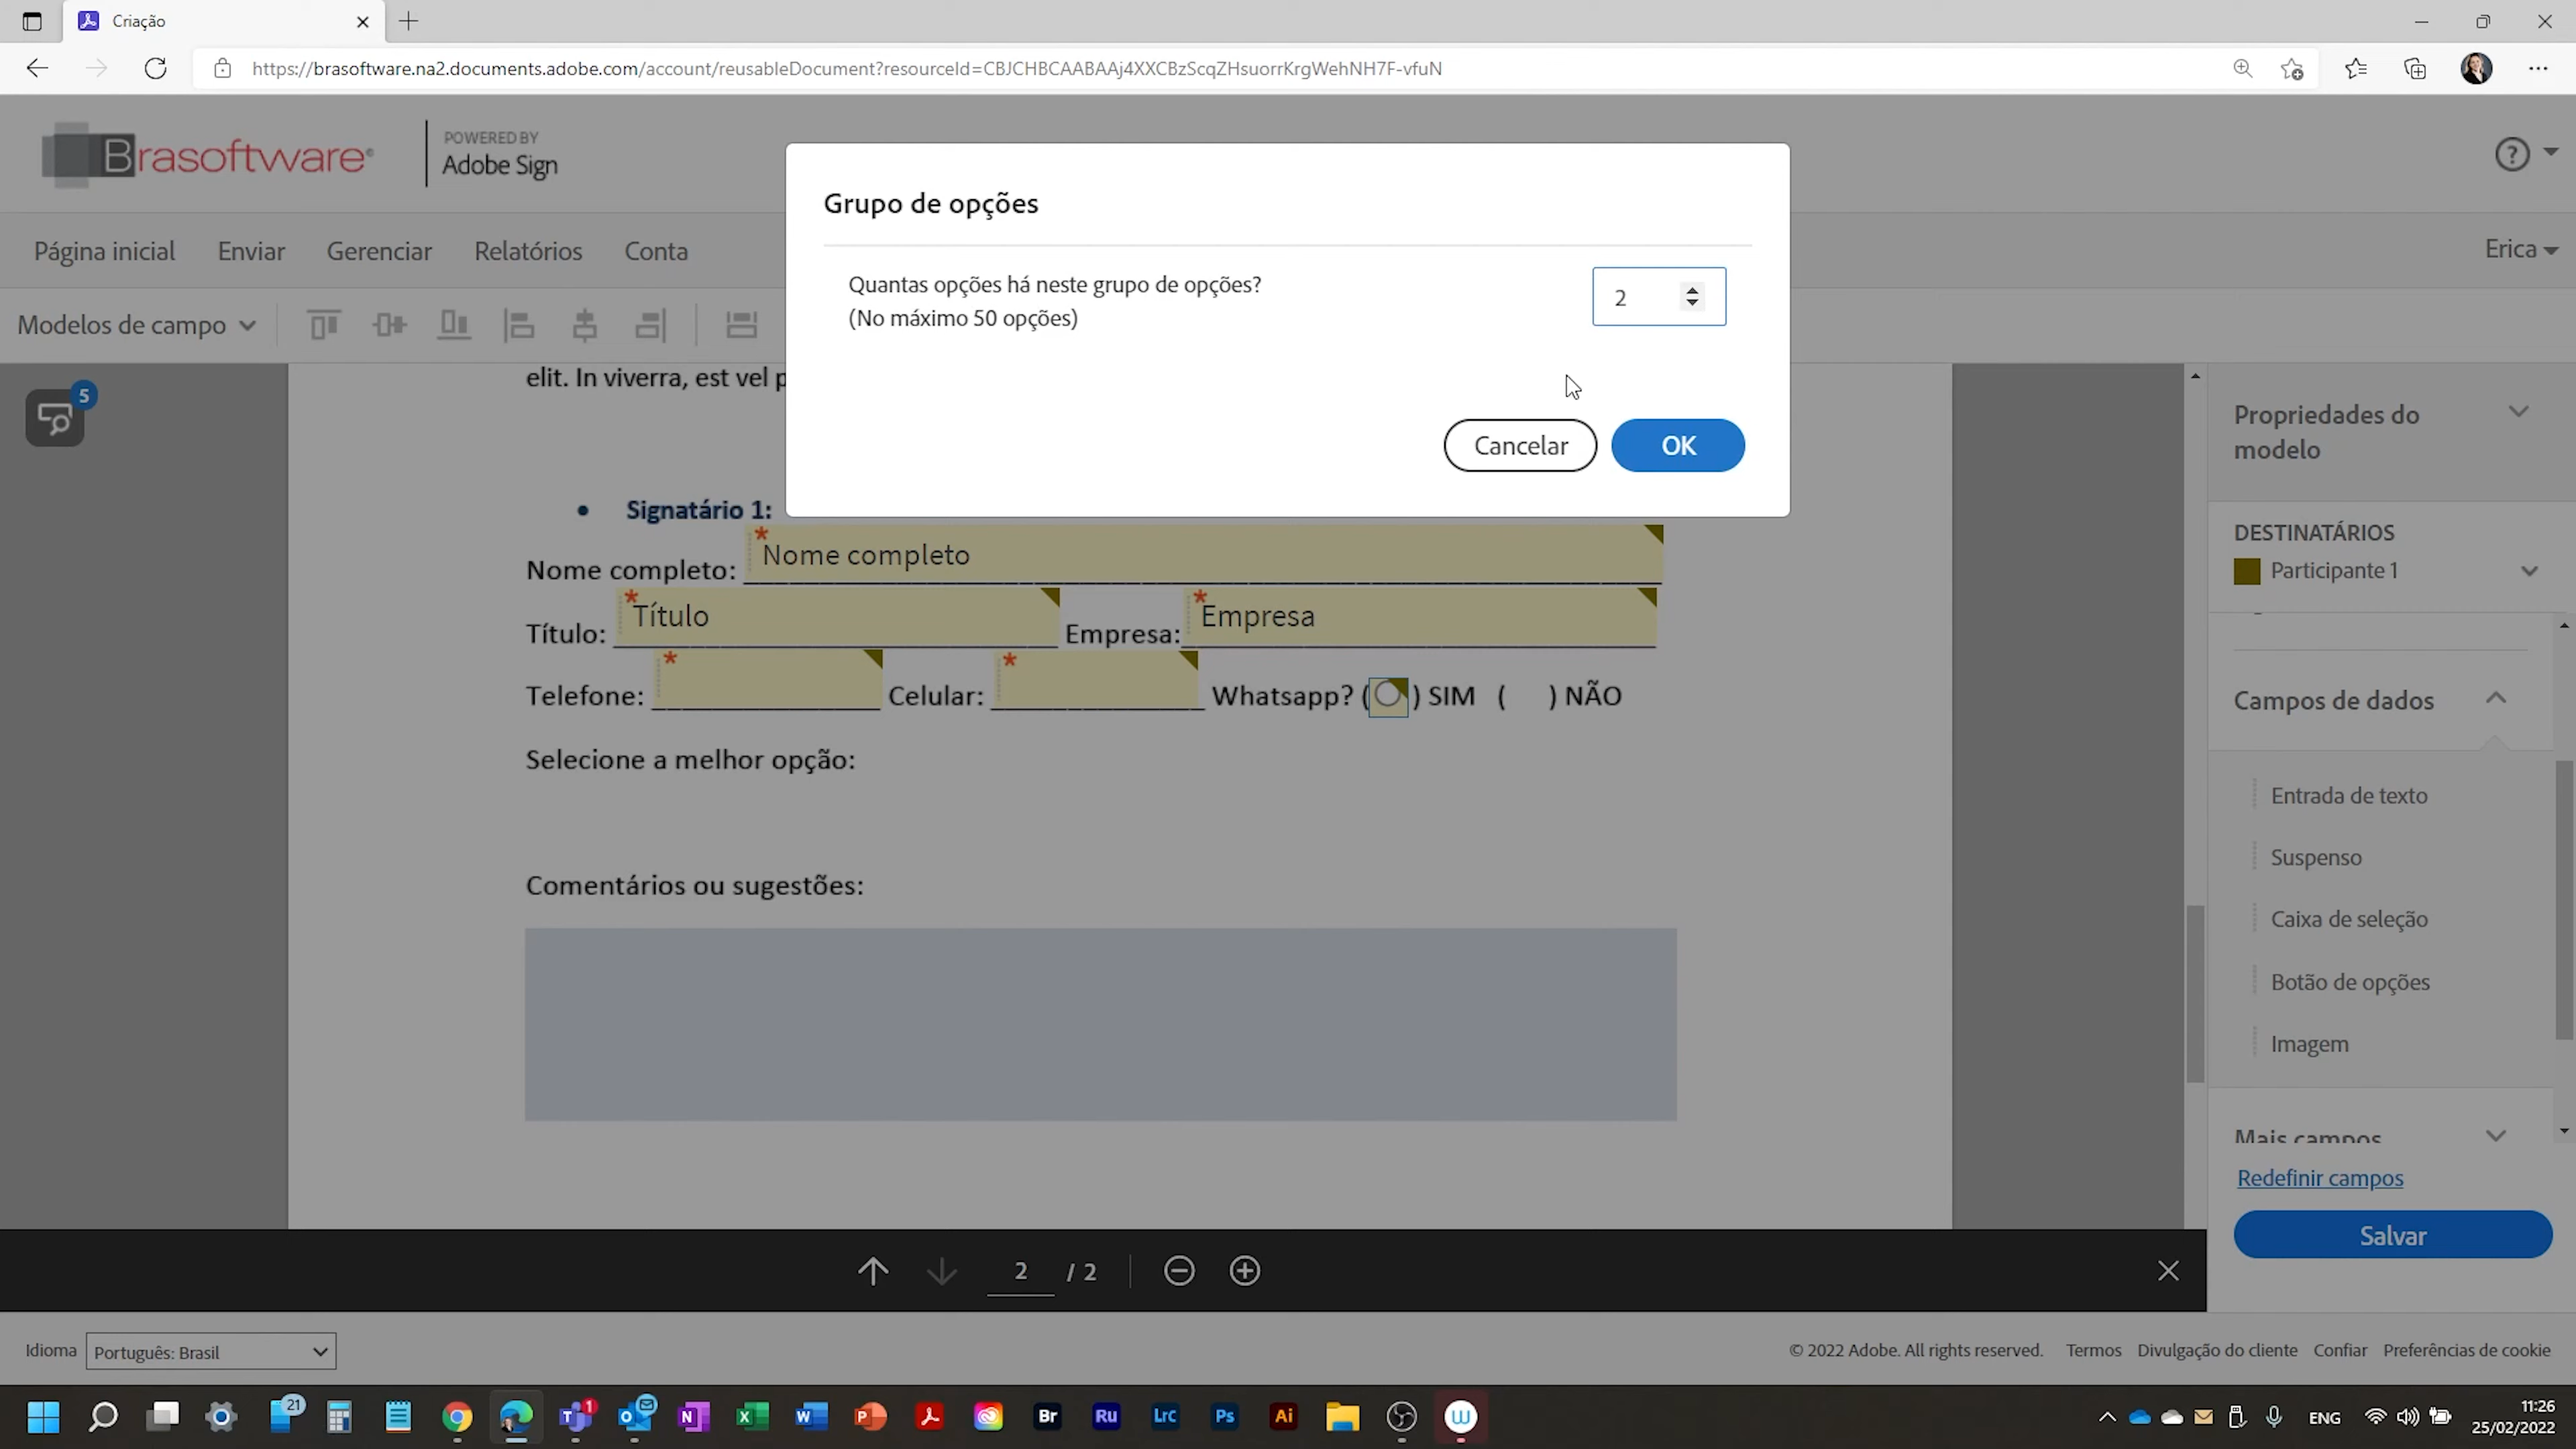 Criação
https://brasoftware.na2.documents.adobe.com/account/reusableDocument?resourceId=CBJCHBCAABAAj4XXCBzScqZHsuorrKrgWehNH7F-vfuN
Brasoftware®
POWERED BY
Adobe Sign
Página inicial Enviar Gerenciar Relatórios Conta
Erica
Modelos de campo
Grupo de opções
Quantas opções há neste grupo de opções?
(No máximo 50 opções)
2
Cancelar OK
5
elit. In viverra, est vel p
• Signatário 1:
Nome completo: * Nome completo
Título: * Título Empresa: * Empresa
Telefone: * Celular: * Whatsapp? ( ) SIM ( ) NÃO
Selecione a melhor opção:
Comentários ou sugestões:
Propriedades do
modelo
DESTINATÁRIOS
Participante 1
Campos de dados
Entrada de texto
Suspenso
Caixa de seleção
Botão de opções
Imagem
Mais campos
Redefinir campos
Salvar
2 / 2
Idioma Português: Brasil
© 2022 Adobe. All rights reserved. Termos Divulgação do cliente Confiar Preferências de cookie
21 1 Br Ru Lrc Ps Ai W
ENG
11:26
25/02/2022